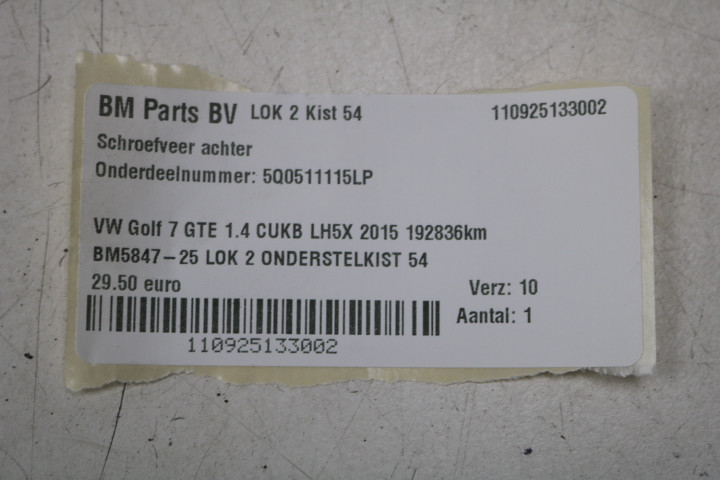 BM Parts BV LOK 2 Kist 54 110925133002
Schroefveer achter
Onderdeelnummer: 5Q0511115LP
VW Golf 7 GTE 1.4 CUKB LH5X 2015 192836km
BM5847-25 LOK 2 ONDERSTELKIST 54
29.50 euro Verz: 10
Aantal: 1
110925133002